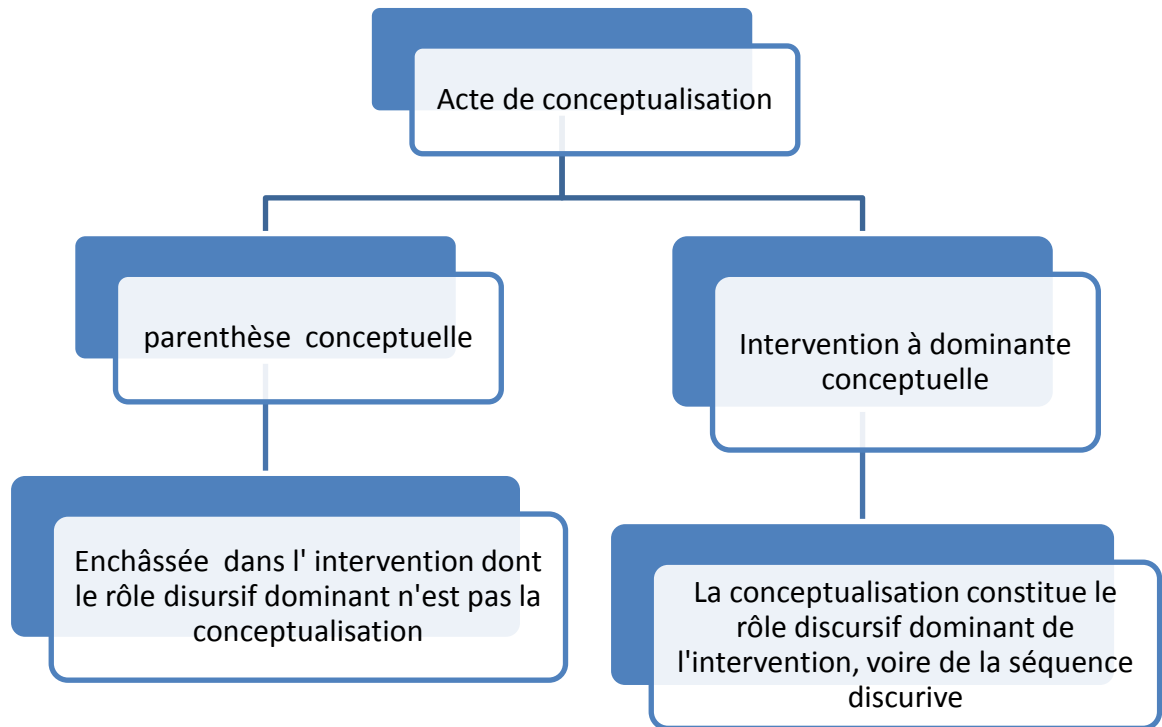 Acte de conceptualisation
parenthèse conceptuelle
Intervention à dominante
conceptuelle
Enchâssée dans l' intervention dont
le rôle disursif dominant n'est pas la
conceptualisation
La conceptualisation constitue le
rôle discursif dominant de
l'intervention, voire de la séquence
discurive